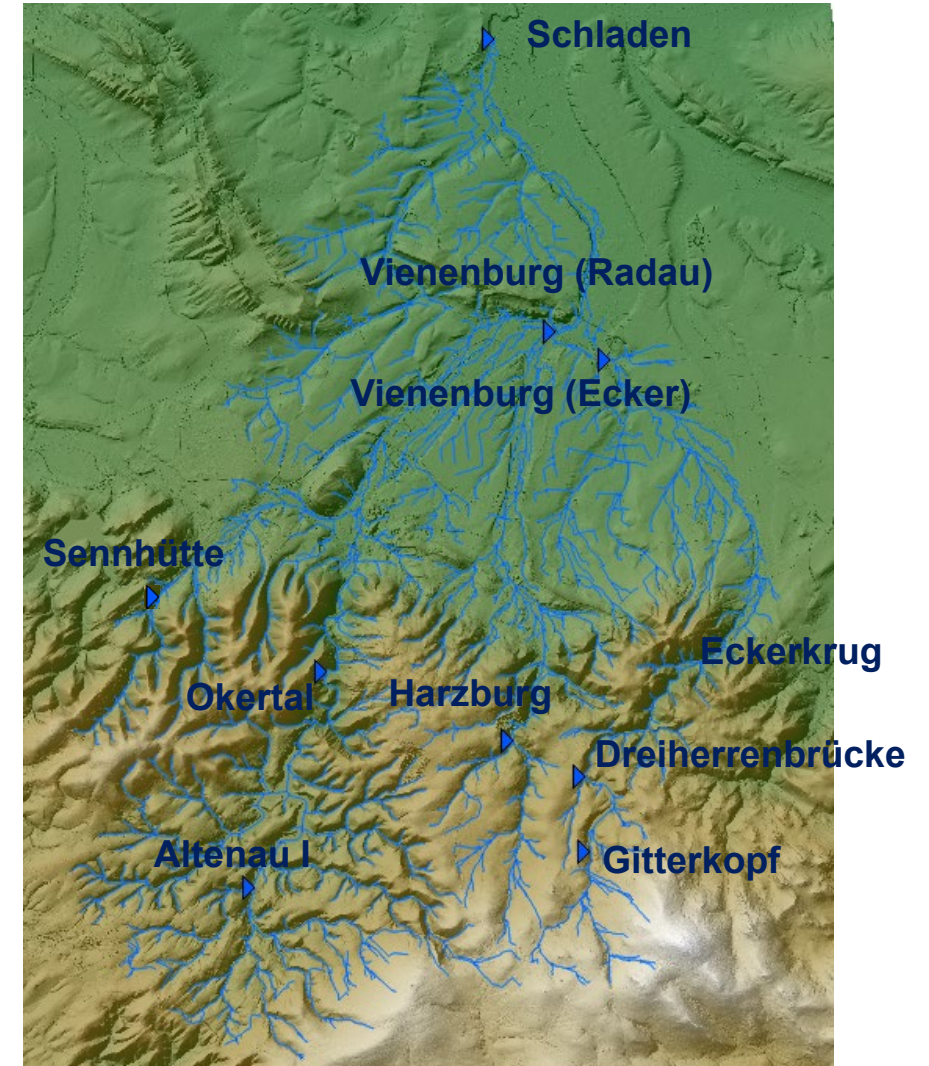 Schladen
Vienenburg (Radau)
Vienenburg (Ecker)
Sennhütte
Eckerkrug
Okertal
Harzburg
Dreiherrenbrücke
Altenau I
Gitterkopf